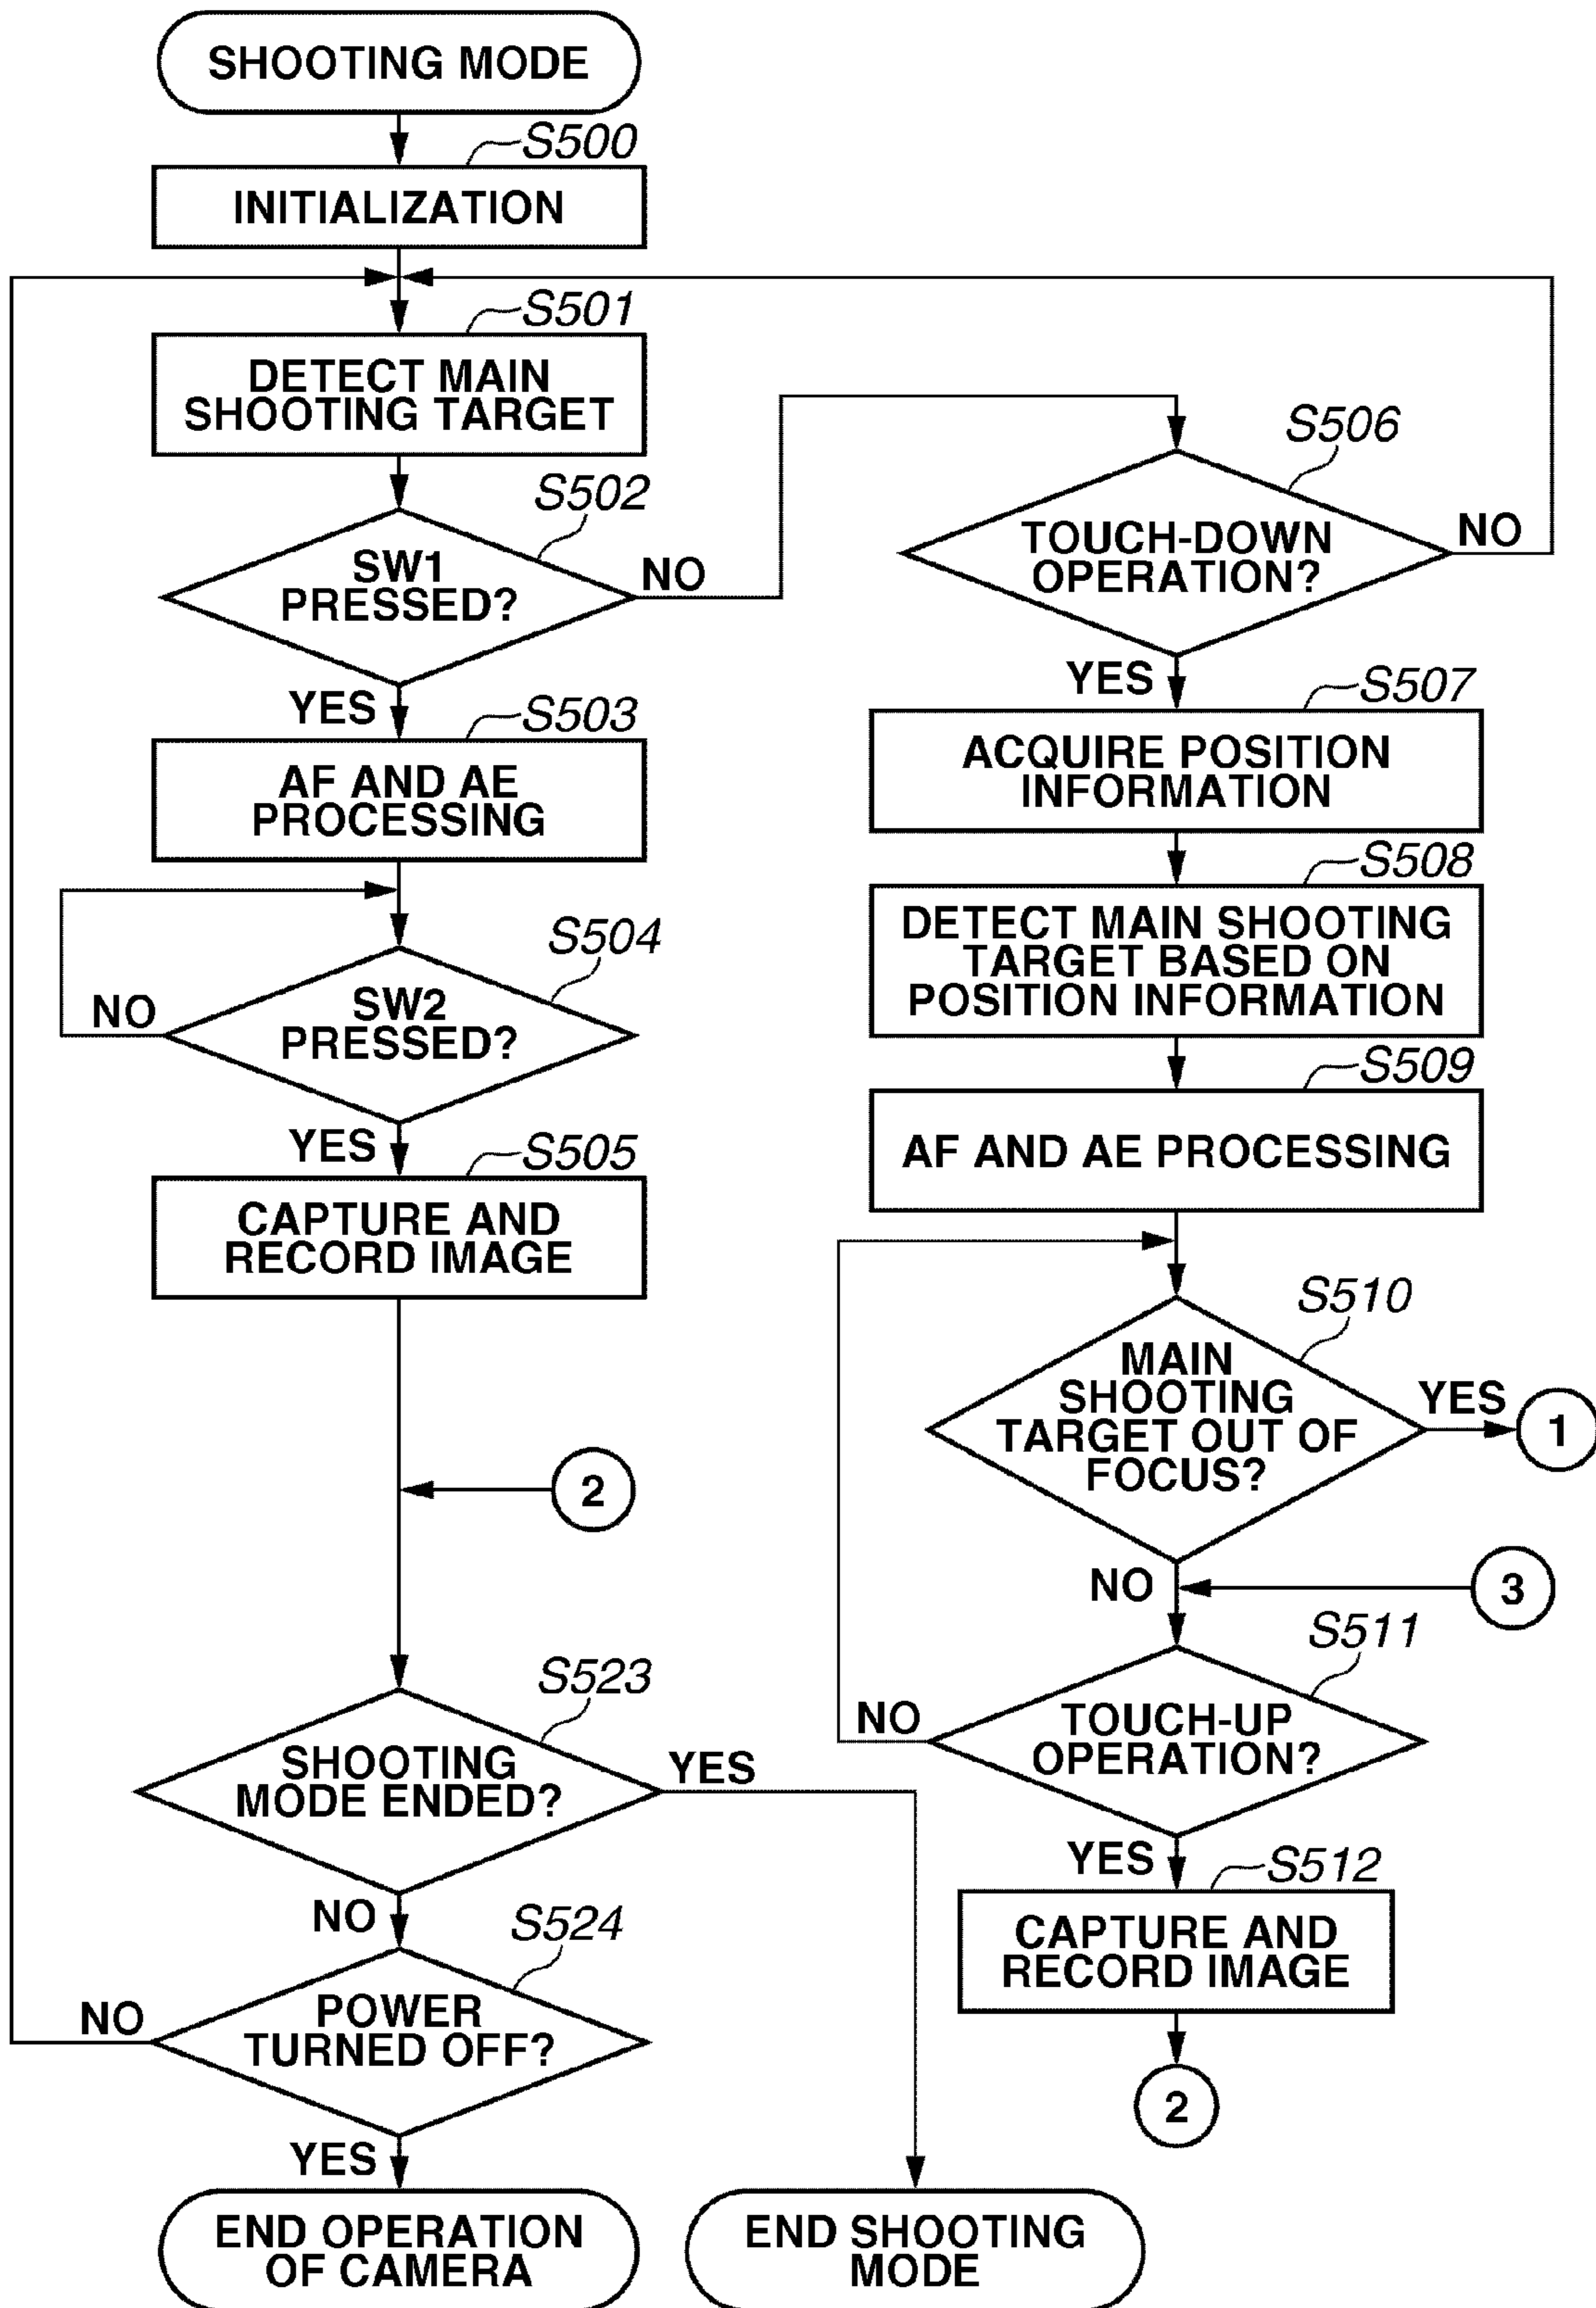 SHOOTING MODE
S500
INITIALIZATION
S501
DETECT MAIN
SHOOTING TARGET
S502
SW1
PRESSED?
NO
YES
S503
AF AND AE
PROCESSING
S504
SW2
PRESSED?
NO
YES
S505
CAPTURE AND
RECORD IMAGE
2
S523
SHOOTING
MODE ENDED?
YES
NO
S524
POWER
TURNED OFF?
NO
YES
END OPERATION
OF CAMERA
END SHOOTING
MODE
S506
TOUCH-DOWN
OPERATION?
NO
YES
S507
ACQUIRE POSITION
INFORMATION
S508
DETECT MAIN SHOOTING
TARGET BASED ON
POSITION INFORMATION
S509
AF AND AE PROCESSING
S510
MAIN
SHOOTING
TARGET OUT OF
FOCUS?
YES
1
NO
3
S511
TOUCH-UP
OPERATION?
NO
YES
S512
CAPTURE AND
RECORD IMAGE
2